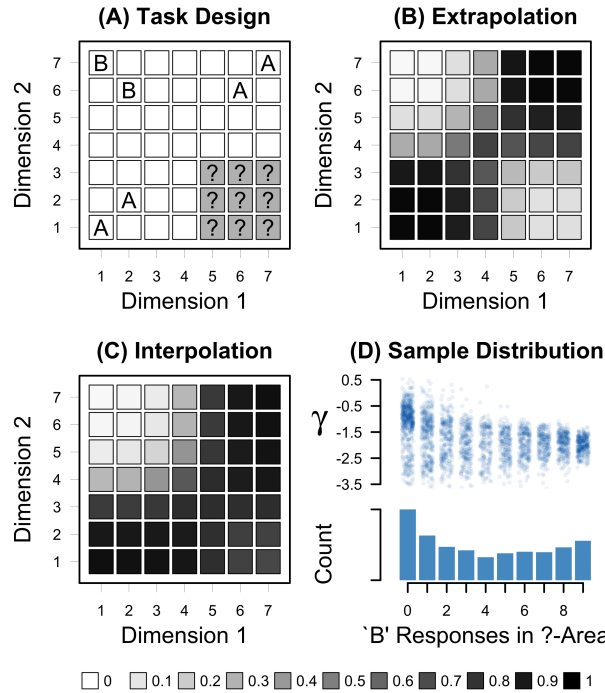 (A) Task Design
(B) Extrapolation
Dimension 2
7 B A
6 B A
5
4
3 ? ? ?
2 A ? ? ?
1 A ? ? ?
1 2 3 4 5 6 7
Dimension 1
Dimension 2
7
6
5
4
3
2
1
1 2 3 4 5 6 7
Dimension 1
(C) Interpolation
(D) Sample Distribution
Dimension 2
7
6
5
4
3
2
1
1 2 3 4 5 6 7
Dimension 1
γ
0.5
-0.5
-1.5
-2.5
-3.5
Count
0 2 4 6 8
`B' Responses in ?-Area
0 0.1 0.2 0.3 0.4 0.5 0.6 0.7 0.8 0.9 1